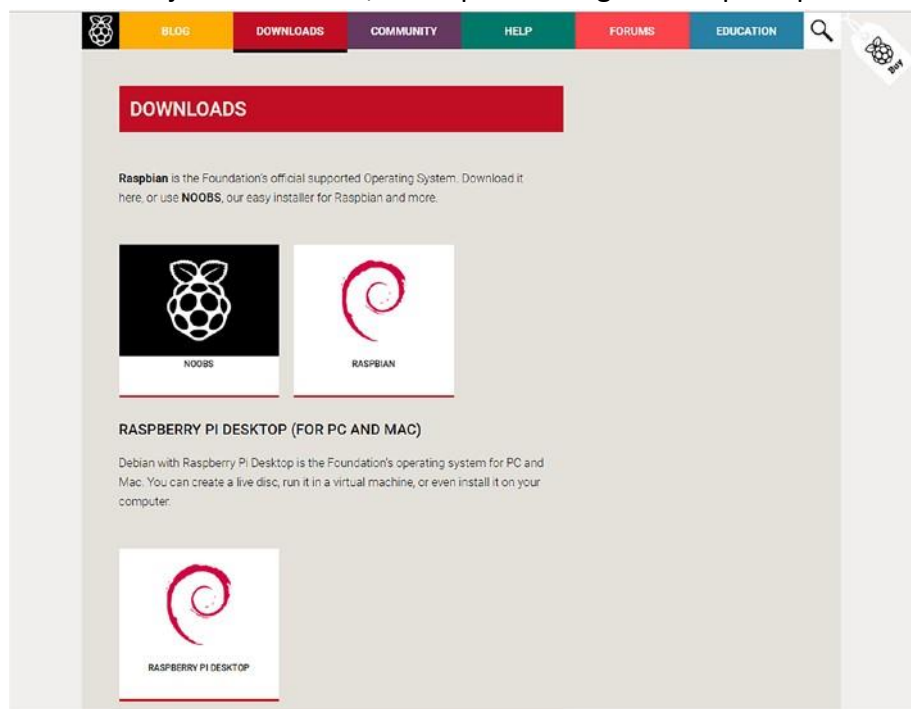 BLOG DOWNLOADS COMMUNITY HELP FORUMS EDUCATION
Buy
DOWNLOADS
Raspbian is the Foundation's official supported Operating System. Download it
here, or use NOOBS, our easy installer for Raspbian and more.
NOOBS RASPBIAN
RASPBERRY PI DESKTOP (FOR PC AND MAC)
Debian with Raspberry Pi Desktop is the Foundation's operating system for PC and
Mac. You can create a live disc, run it in a virtual machine, or even install it on your
computer.
RASPBERRY PI DESKTOP